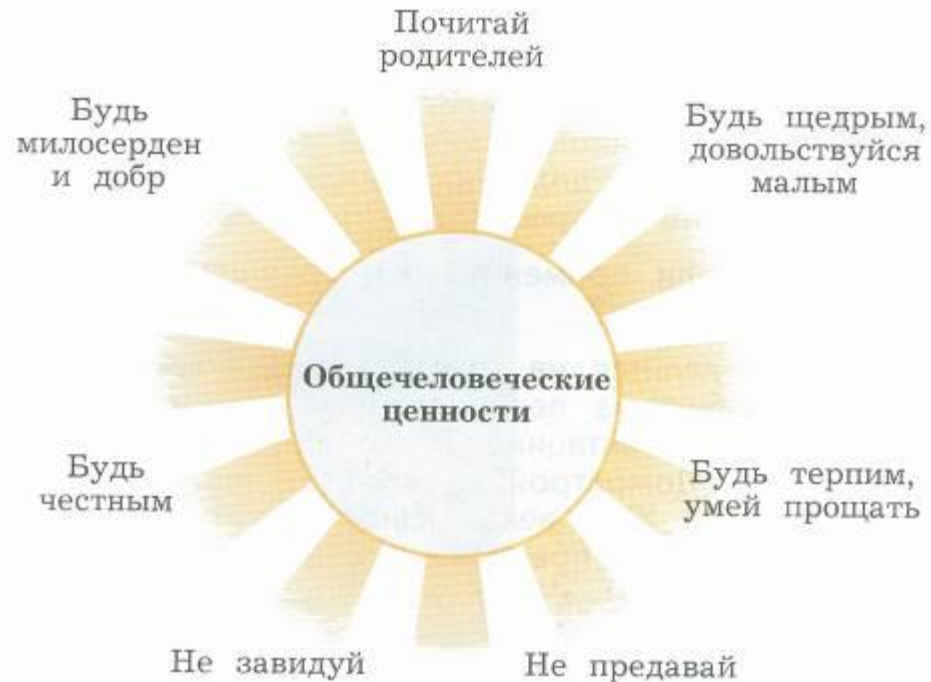 Почитай
родителей
Будь
милосерден
и добр
Будь щедрым,
довольствуйся
малым
Общечеловеческие
ценности
Будь
честным
Будь терпим,
умей прощать
Не завидуй
Не предавай